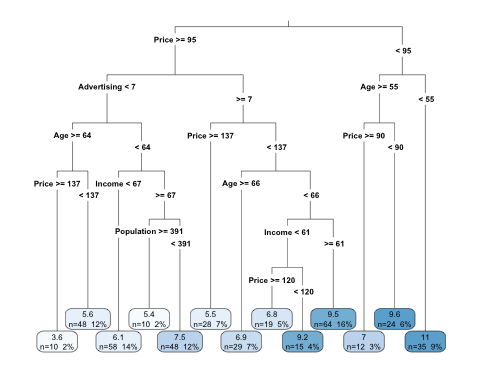 Price >= 95
< 95
Advertising < 7
>= 7
Age >= 55
< 55
Age >= 64
< 64
Price >= 137
< 137
Price >= 90
< 90
Price >= 137
< 137
Income < 67
>= 67
Age >= 66
< 66
Population >= 391
< 391
Income < 61
>= 61
Price >= 120
< 120
5.6
n=48 12%
5.4
n=10 2%
5.5
n=28 7%
6.8
n=19 5%
9.5
n=64 16%
9.6
n=24 6%
3.6
n=10 2%
6.1
n=58 14%
7.5
n=48 12%
6.9
n=29 7%
9.2
n=15 4%
7
n=12 3%
11
n=35 9%